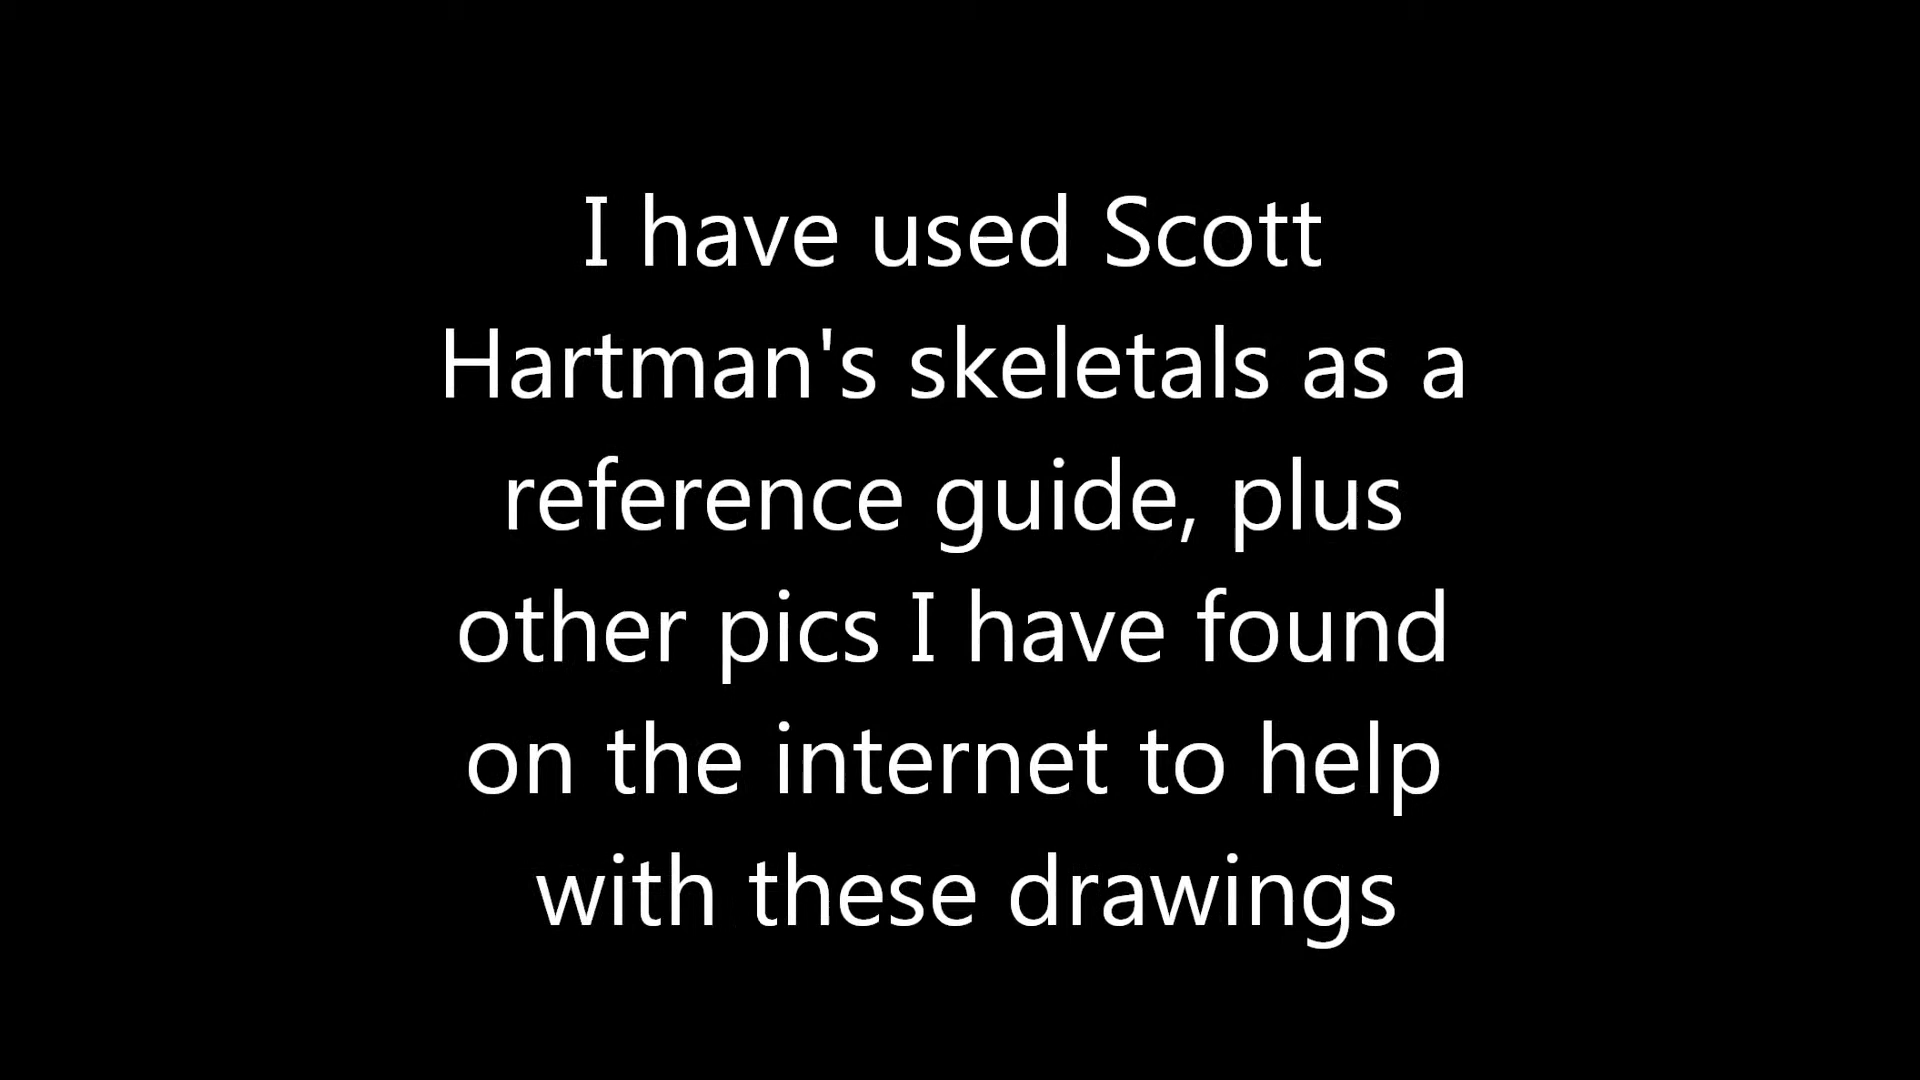 I have used Scott
Hartman's skeletals as a
reference guide, plus
other pics I have found
on the internet to help
with these drawings